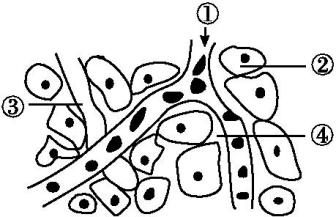 ①
②
③
④